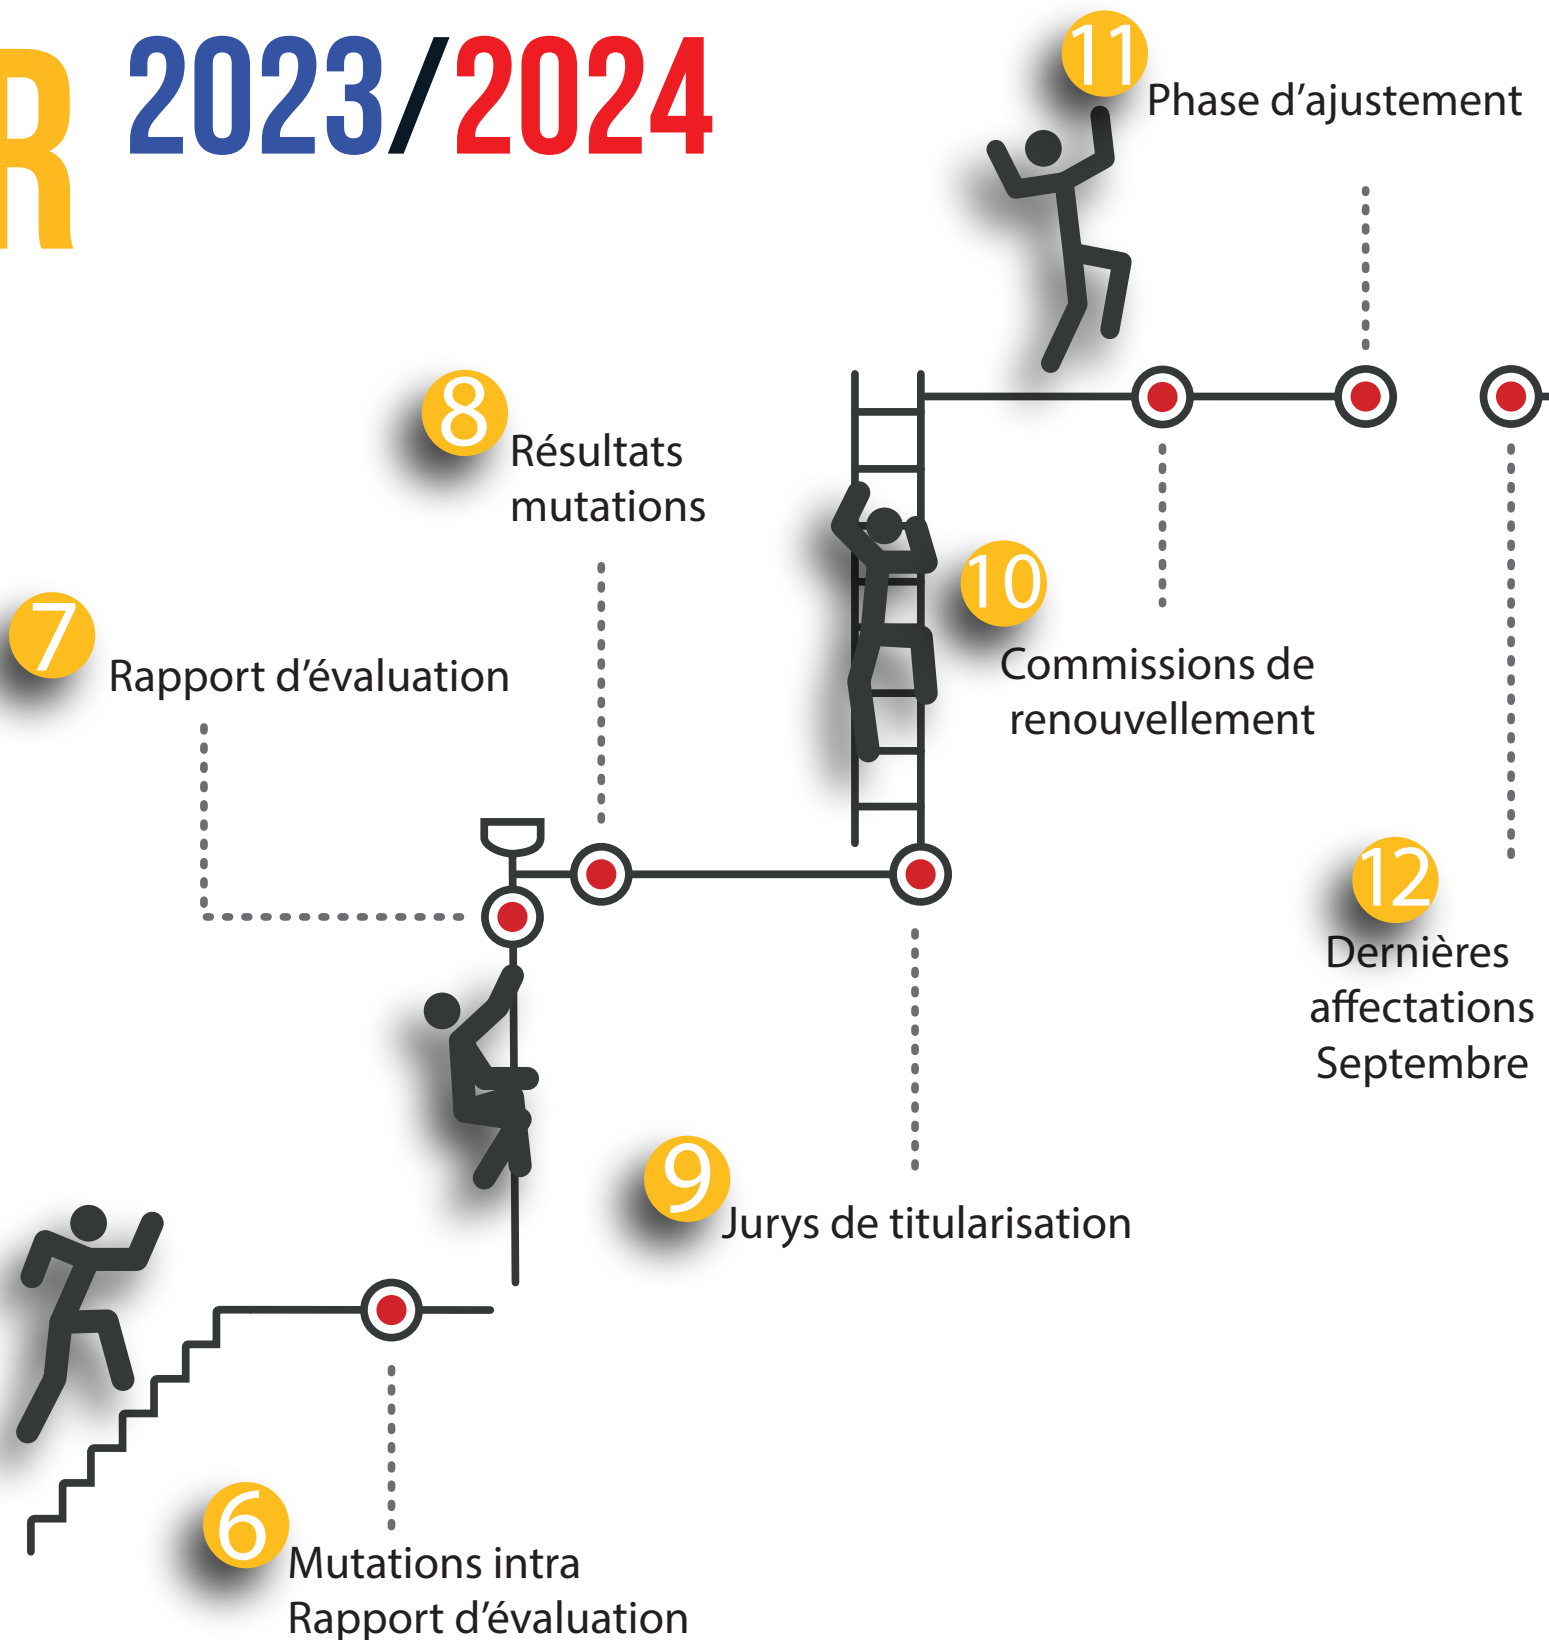 R 2023/2024
11
Phase d'ajustement
8
Résultats
mutations
7
Rapport d'évaluation
10
Commissions de
renouvellement
12
Dernières
affectations
Septembre
9
Jurys de titularisation
6
Mutations intra
Rapport d'évaluation